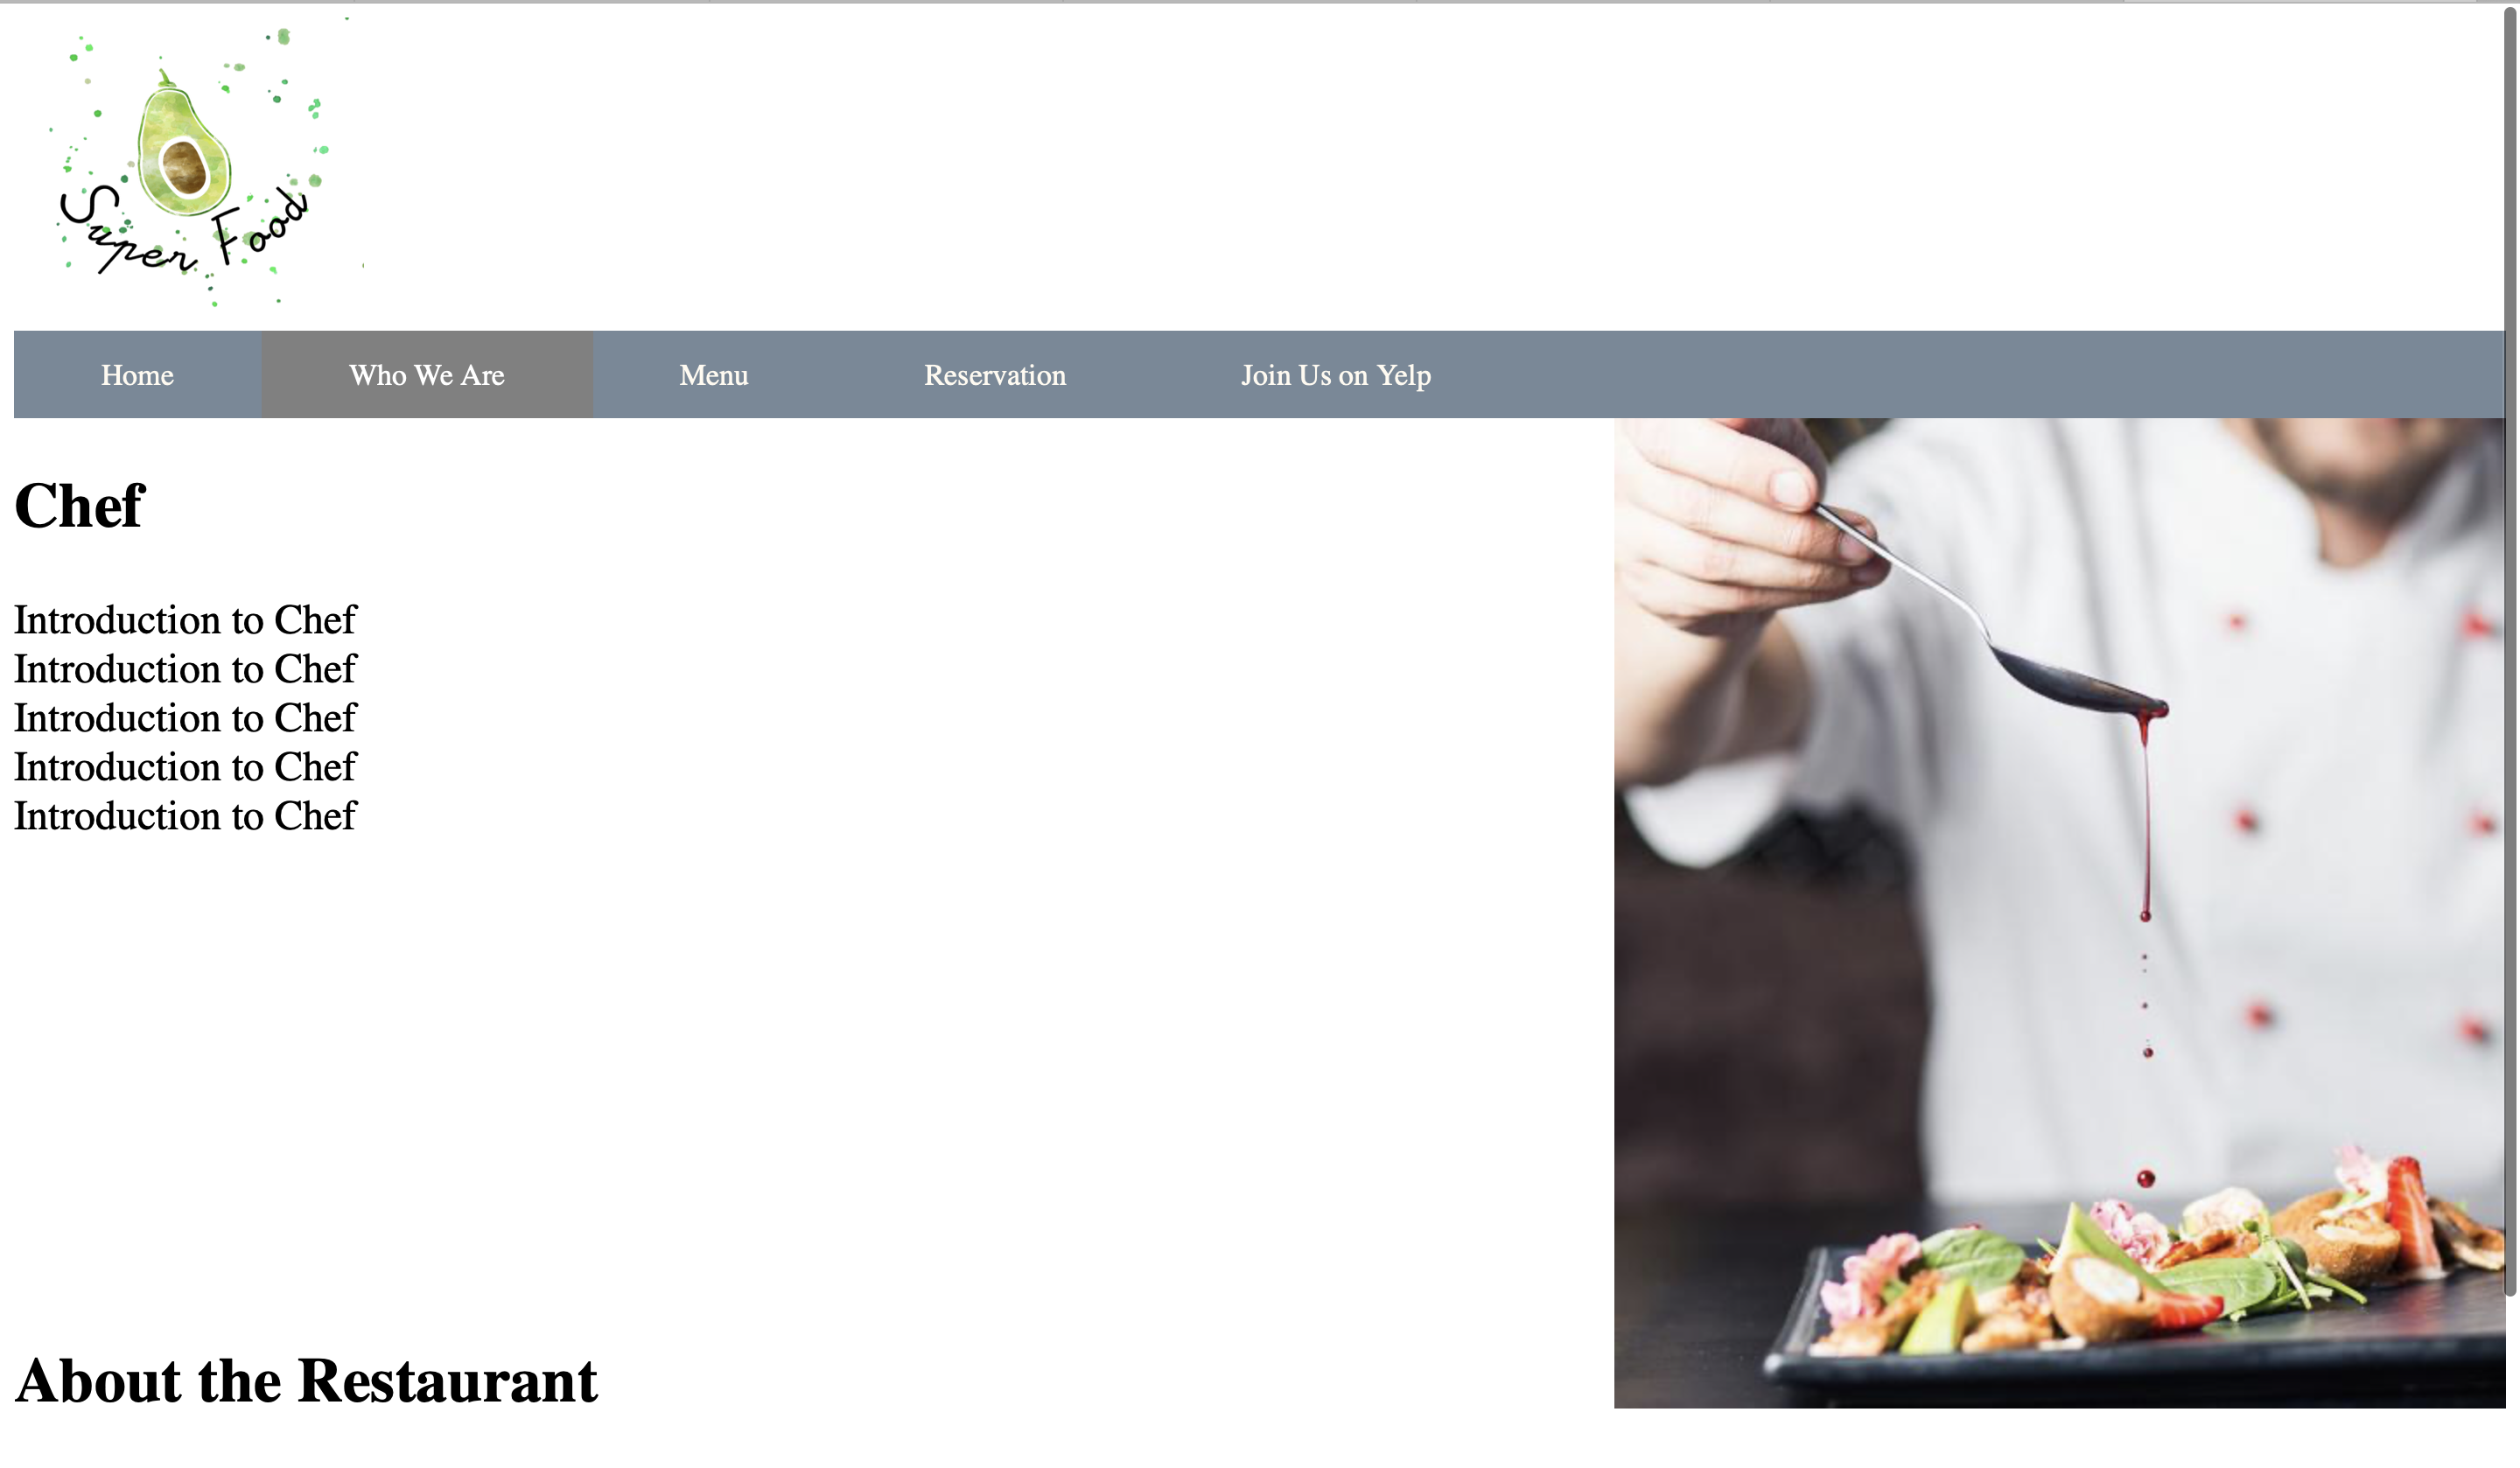 Super Food
Home Who We Are Menu Reservation Join Us on Yelp
Chef
Introduction to Chef
Introduction to Chef
Introduction to Chef
Introduction to Chef
Introduction to Chef
About the Restaurant